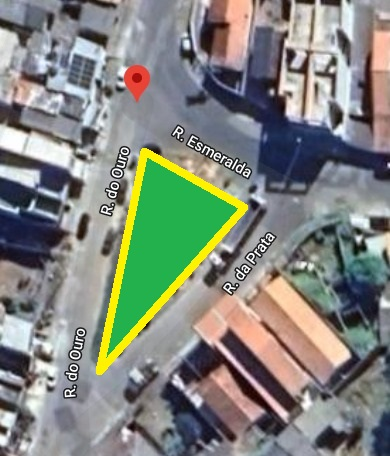 R. Esmeralda
R. do Ouro
R. da Prata
R. do Ouro